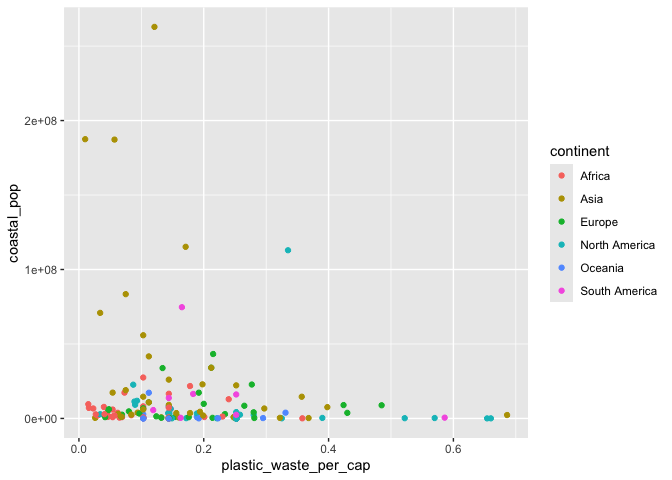 coastal_pop
2e+08
1e+08
0e+00
0.0 0.2 0.4 0.6
plastic_waste_per_cap
continent
Africa
Asia
Europe
North America
Oceania
South America